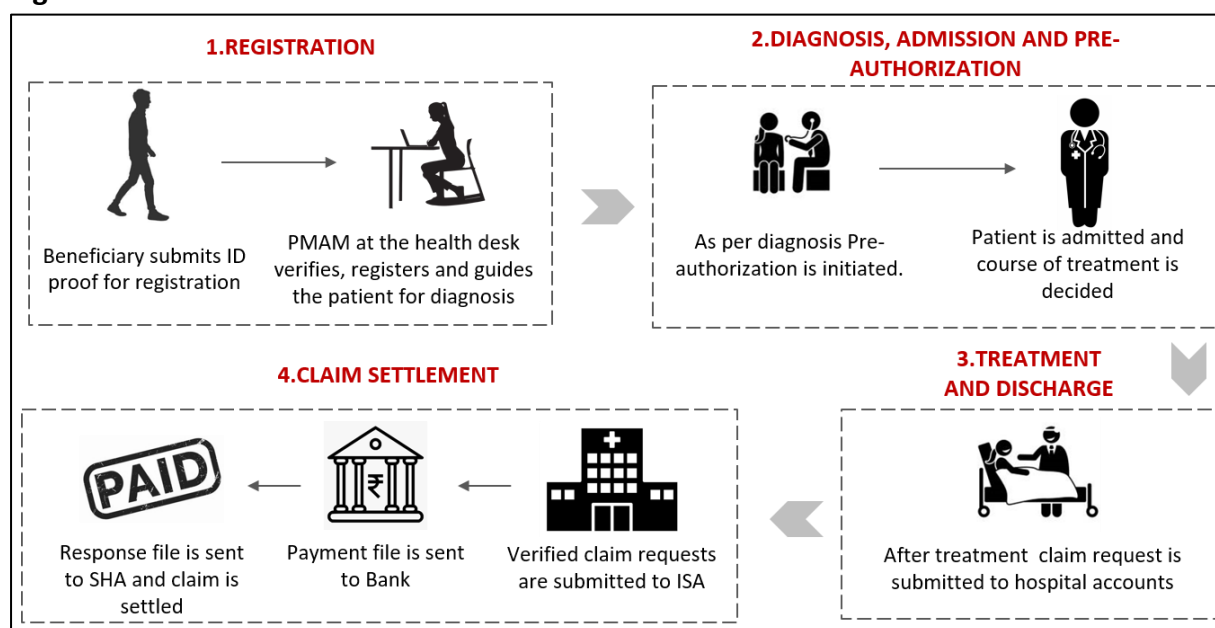 1.REGISTRATION
Beneficiary submits ID
proof for registration
PMAM at the health desk
verifies, registers and guides
the patient for diagnosis
2.DIAGNOSIS, ADMISSION AND PRE-
AUTHORIZATION
As per diagnosis Pre-
authorization is initiated.
Patient is admitted and
course of treatment is
decided
3.TREATMENT
AND DISCHARGE
After treatment claim request is
submitted to hospital accounts
4.CLAIM SETTLEMENT
Verified claim requests
are submitted to ISA
₹
Payment file is sent
to Bank
PAID
Response file is sent
to SHA and claim is
settled